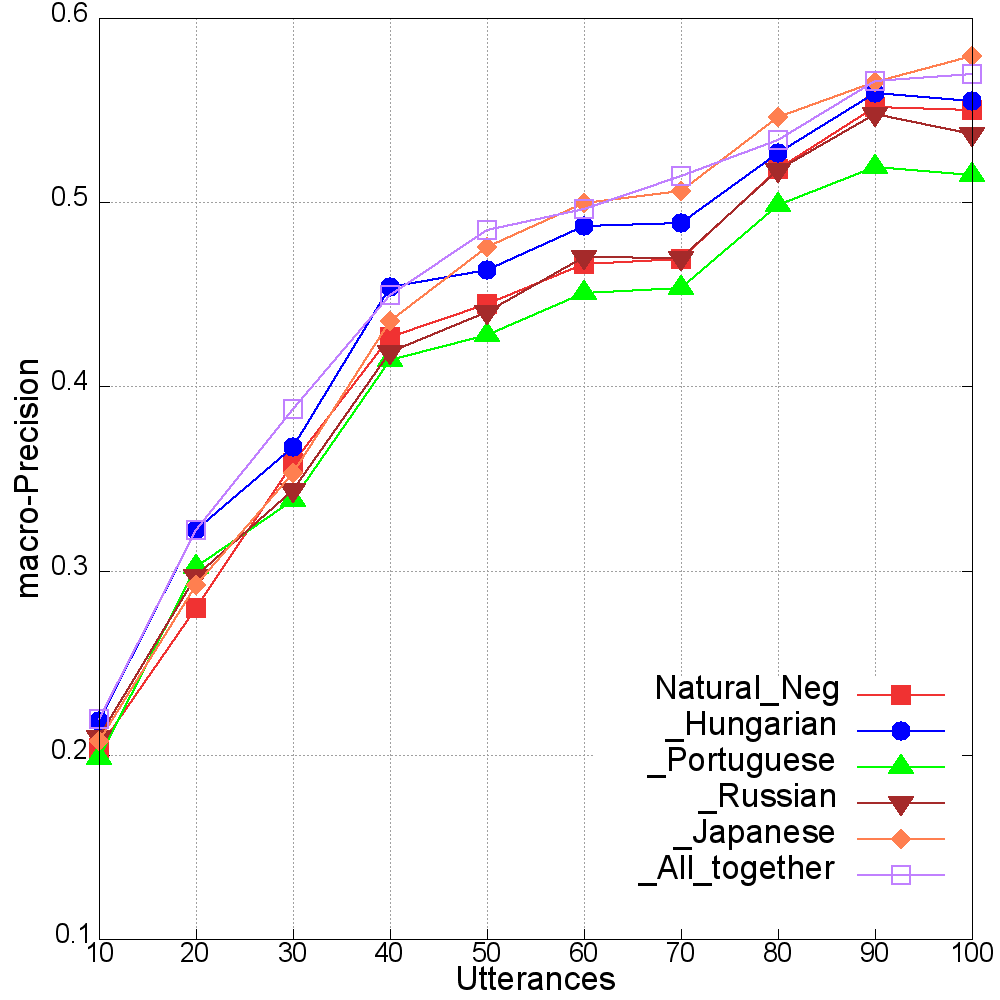 0.6
0.5
0.4
0.3
0.2
0.1
macro-Precision
Natural_Neg
_Hungarian
_Portuguese
_Russian
_Japanese
_All_together
10 20 30 40 50 60 70 80 90 100
Utterances